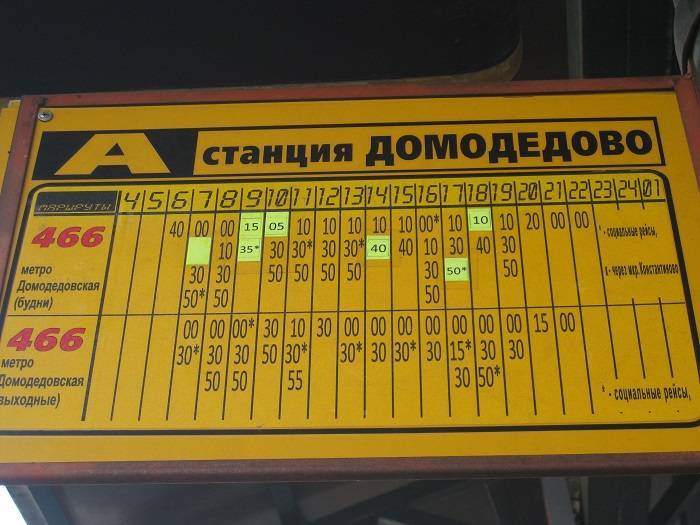 А станция ДОМОДЕДОВО
МАРШРУТЫ 4 5 6 7 8 9 10 11 12 13 14 15 16 17 18 19 20 21 22 23 24 01
466 40 00 00 15 05 10 10 10 10 10 00* 10 10 10 20 00 00 * - социальные рейсы,
10 35* 30 30* 30 30* 40 40 10 30 40 30
метро 30 30 50 50 50 50 30 50* 50 к - через мкр. Константиново
Домодедовская 50* 50* 50
(будни)
466 00 00 00* 30 10 30 00 00 00 00 00 00 00 15 00
метро 30* 30 30 50 30* 30* 30 30* 30 15* 30 30
Домодедовская 50 50 55 30 50*
выходные) * - социальные рейсы,